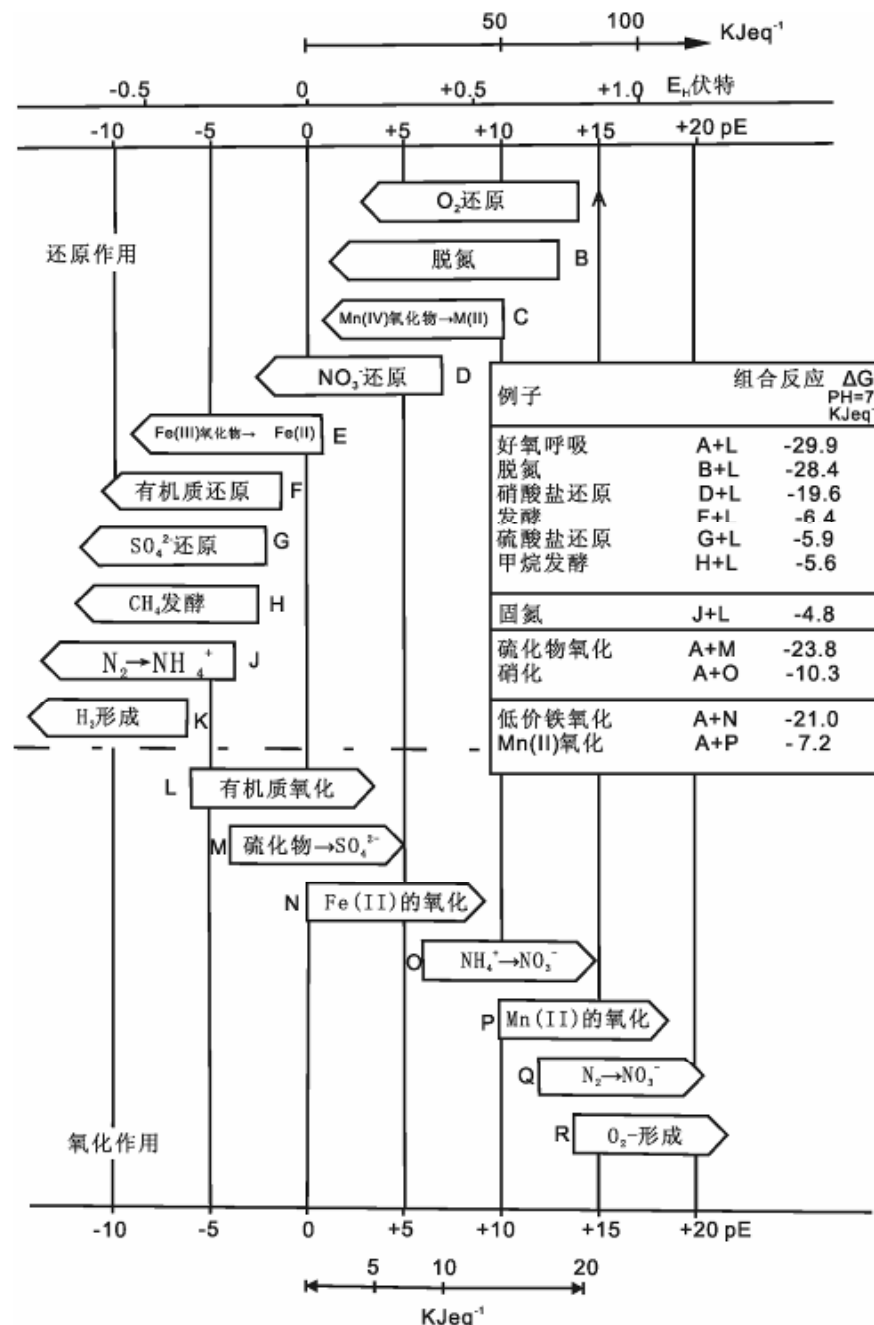 50 100 KJeq⁻¹
0
-0.5 0 +0.5 +1.0 E_H伏特
-10 -5 0 +5 +10 +15 +20 pE
O₂还原 A
还原作用
脱氮 B
Mn(IV)氧化物→M(II) C
NO₃⁻还原 D
Fe(III)氧化物→ Fe(II) E
有机质还原 F
SO₄²⁻还原 G
CH₄发酵 H
N₂→NH₄⁺ J
H₂形成 K
例子 组合反应 ΔG
PH=7
KJeq⁻
好氧呼吸 A+L -29.9
脱氮 B+L -28.4
硝酸盐还原 D+L -19.6
发酵 F+L -6.4
硫酸盐还原 G+L -5.9
甲烷发酵 H+L -5.6
固氮 J+L -4.8
硫化物氧化 A+M -23.8
硝化 A+O -10.3
低价铁氧化 A+N -21.0
Mn(II)氧化 A+P -7.2
L 有机质氧化
M 硫化物→SO₄²⁻
N Fe(II)的氧化
O NH₄⁺→NO₃⁻
P Mn(II)的氧化
Q N₂→NO₃⁻
R O₂-形成
氧化作用
-10 -5 0 +5 +10 +15 +20 pE
5 10 20
KJeq⁻¹